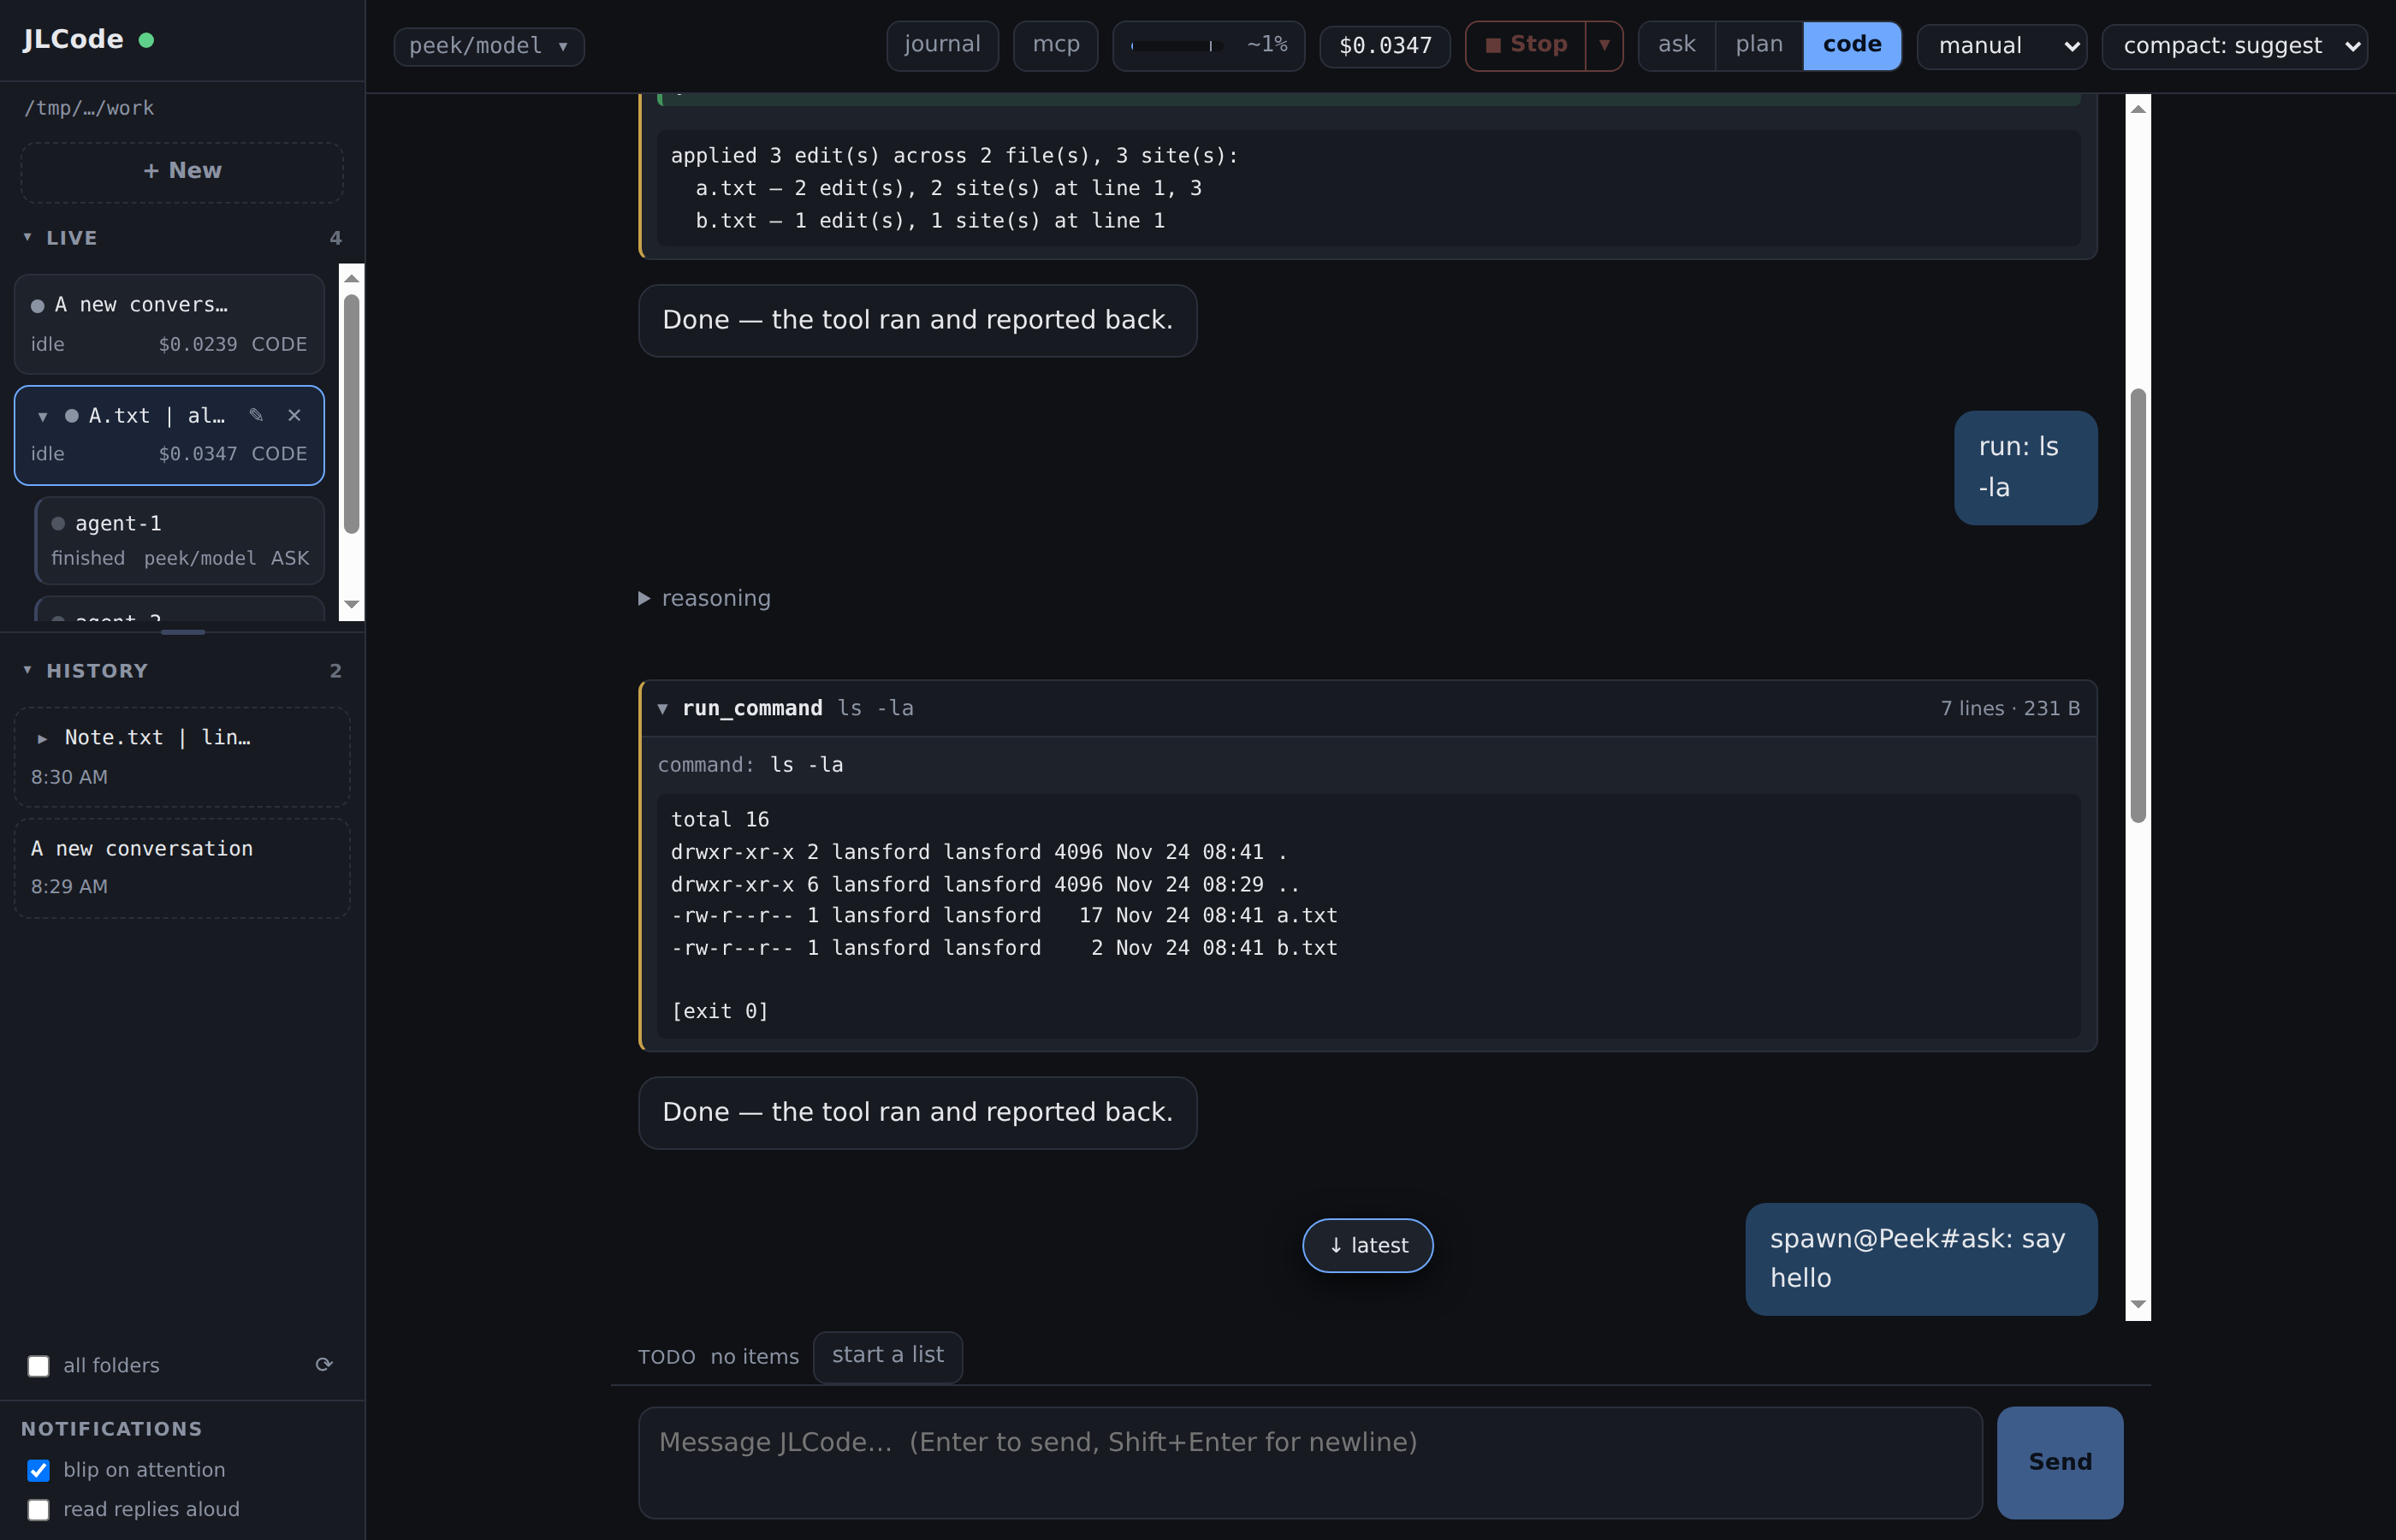 JLCode
/tmp/…/work
+ New
▼ LIVE 4
A new convers…
idle $0.0239 CODE
▼ A.txt | al… ✎ ✕
idle $0.0347 CODE
agent-1
finished peek/model ASK
▼ HISTORY 2
▶ Note.txt | lin…
8:30 AM
A new conversation
8:29 AM
all folders ⟳
NOTIFICATIONS
blip on attention
read replies aloud
peek/model ▼
journal
mcp
~1%
$0.0347
■ Stop ▼
ask plan code
manual
compact: suggest
applied 3 edit(s) across 2 file(s), 3 site(s):
a.txt — 2 edit(s), 2 site(s) at line 1, 3
b.txt — 1 edit(s), 1 site(s) at line 1
Done — the tool ran and reported back.
run: ls
-la
▶ reasoning
▼ run_command ls -la 7 lines · 231 B
command: ls -la
total 16
drwxr-xr-x 2 lansford lansford 4096 Nov 24 08:41 .
drwxr-xr-x 6 lansford lansford 4096 Nov 24 08:29 ..
-rw-r--r-- 1 lansford lansford   17 Nov 24 08:41 a.txt
-rw-r--r-- 1 lansford lansford    2 Nov 24 08:41 b.txt
[exit 0]
Done — the tool ran and reported back.
spawn@Peek#ask: say
hello
↓ latest
TODO no items start a list
Message JLCode… (Enter to send, Shift+Enter for newline)
Send